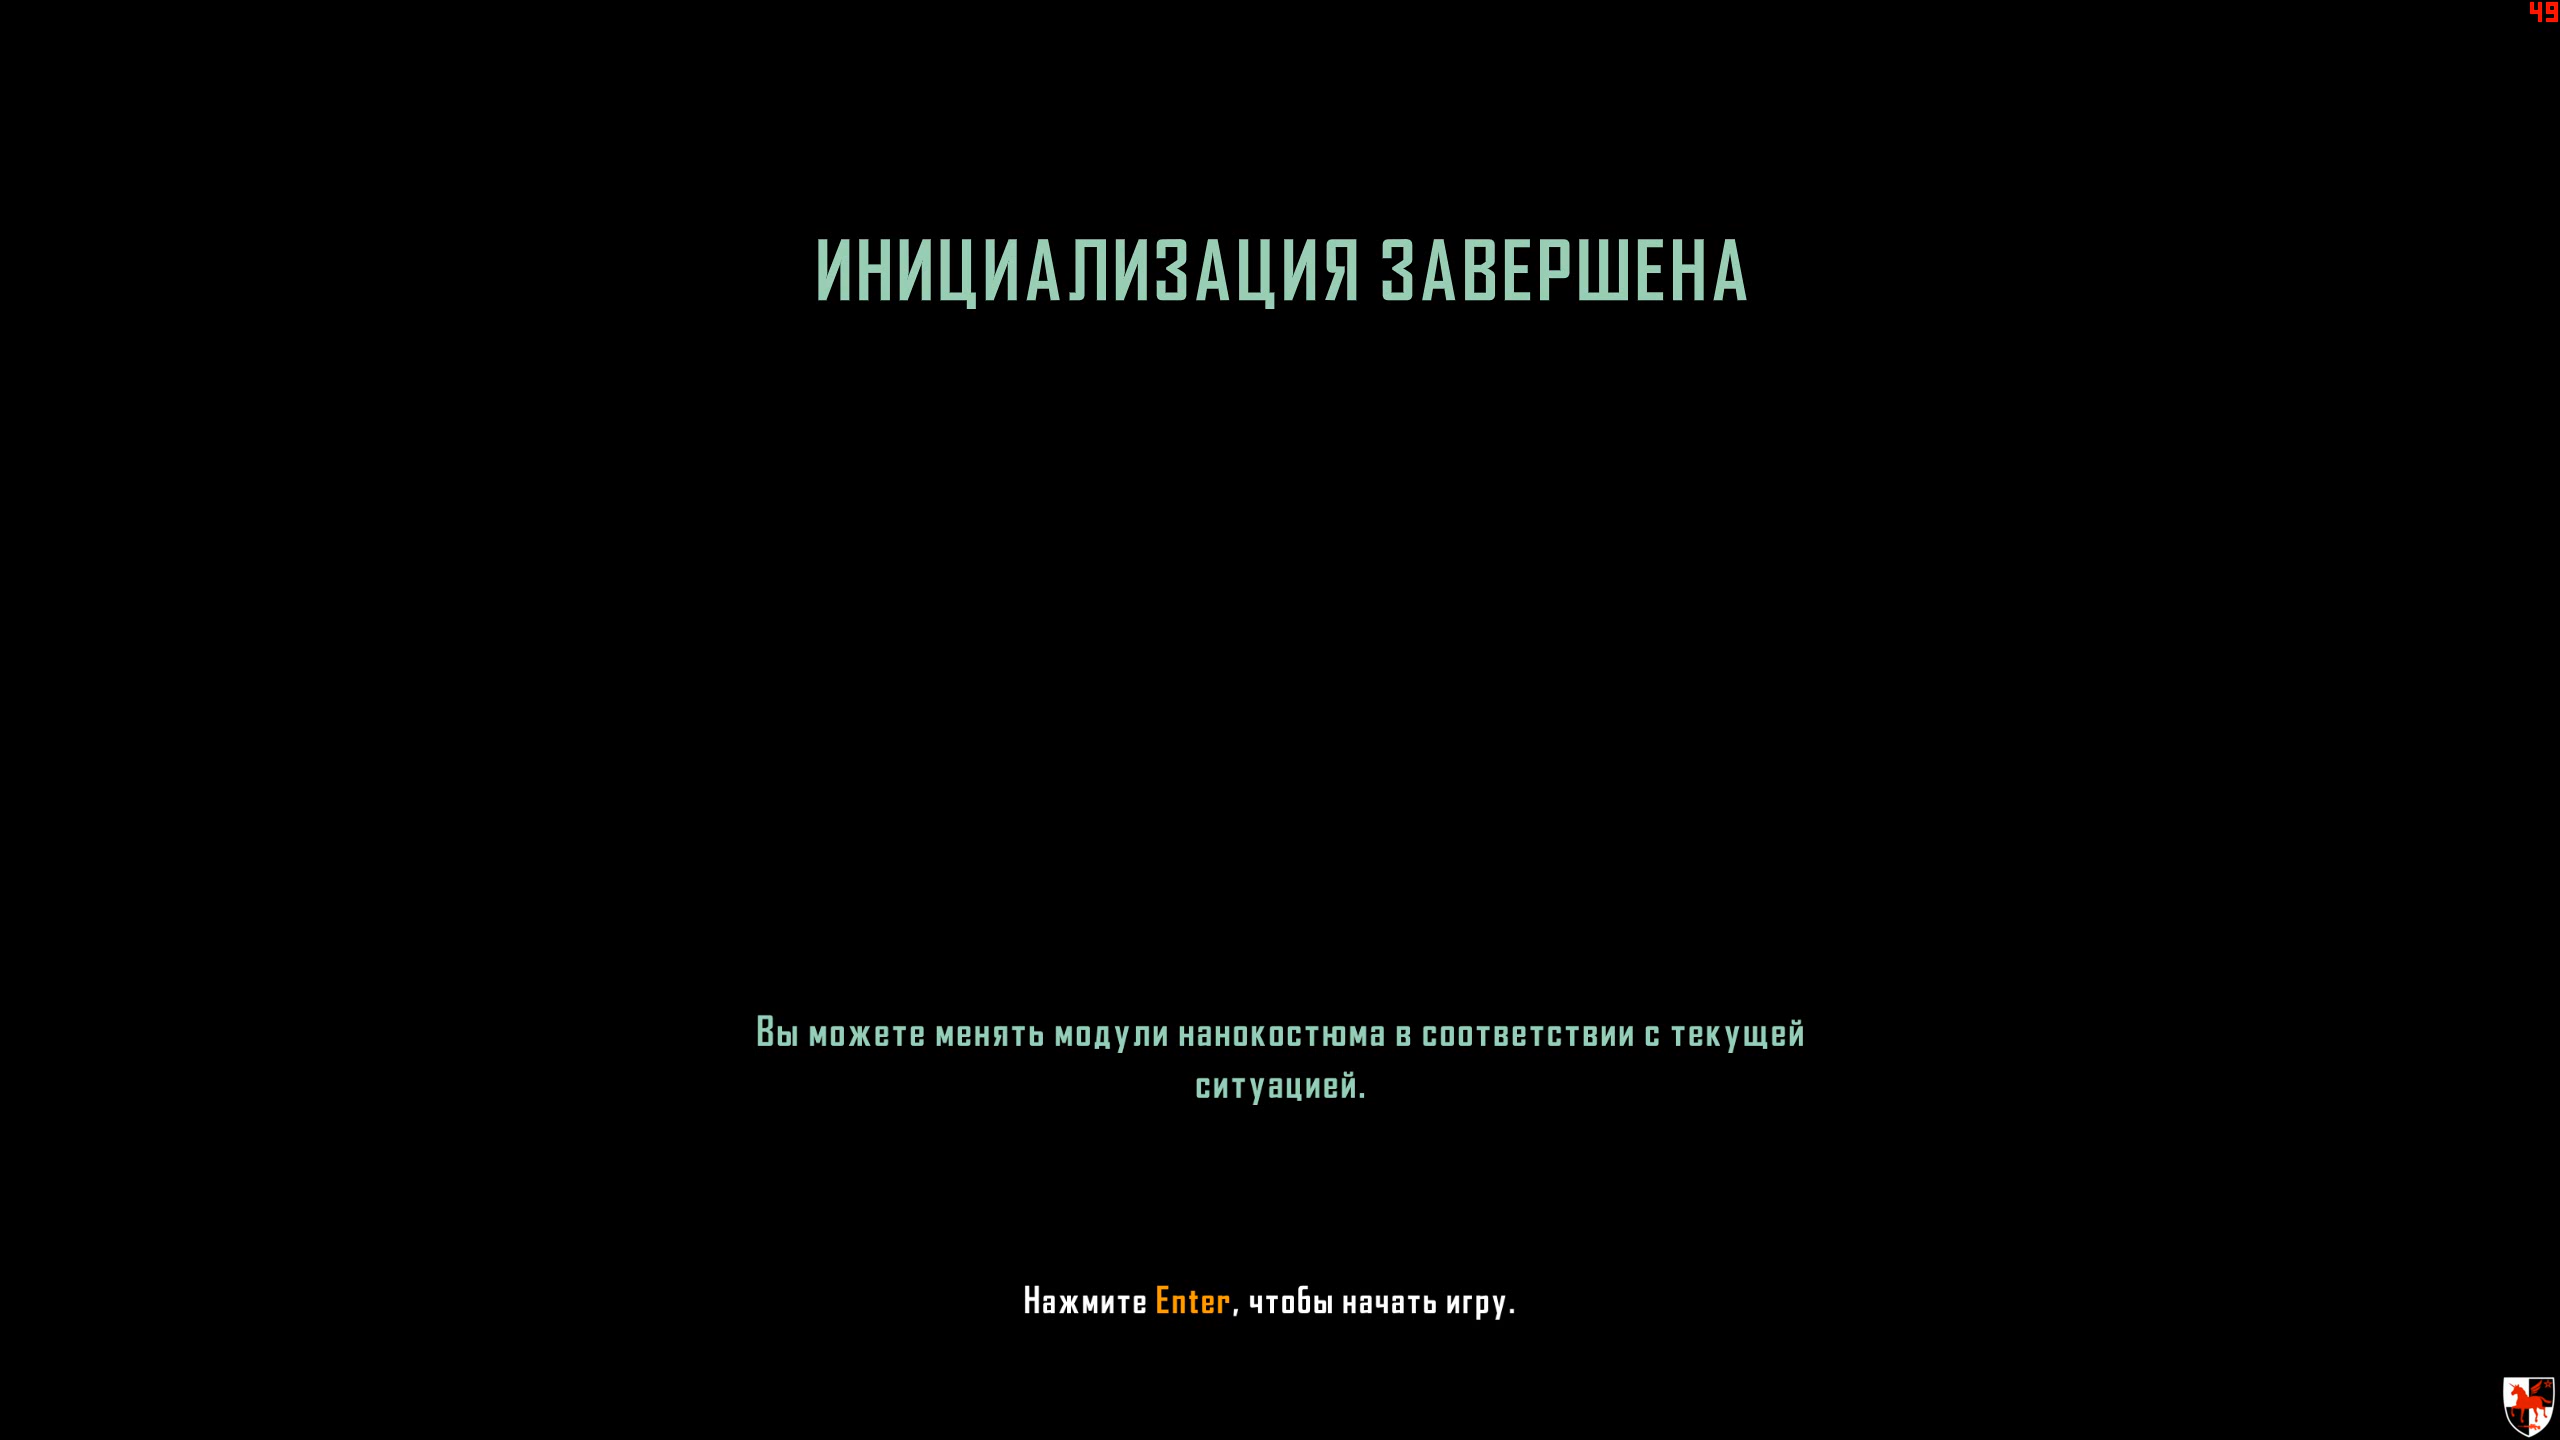 49
ИНИЦИАЛИЗАЦИЯ ЗАВЕРШЕНА
Вы можете менять модули нанокостюма в соответствии с текущей
ситуацией.
Нажмите Enter, чтобы начать игру.